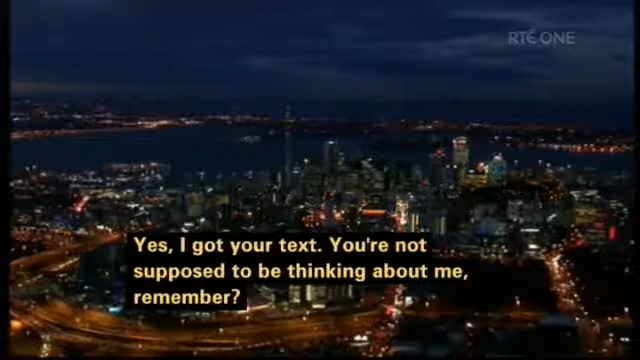 RTÉ ONE
Yes, I got your text. You're not
supposed to be thinking about me,
remember?